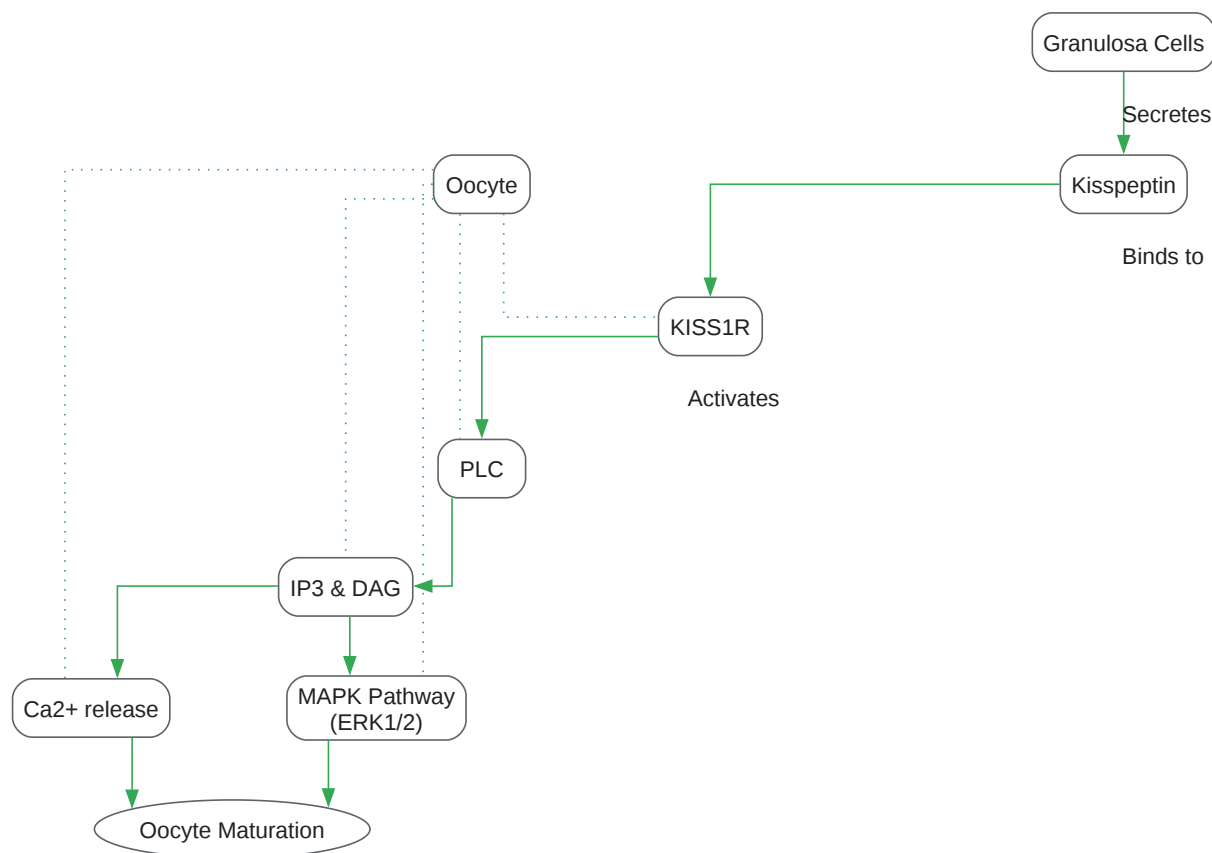 Granulosa Cells
Secretes
Oocyte
Kisspeptin
Binds to
KISS1R
Activates
PLC
IP3 & DAG
Ca2+ release
MAPK Pathway
(ERK1/2)
Oocyte Maturation